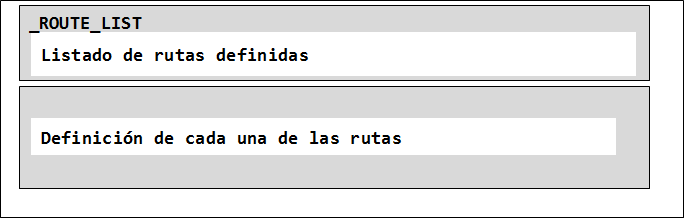 _ROUTE_LIST
Listado de rutas definidas
Definición de cada una de las rutas